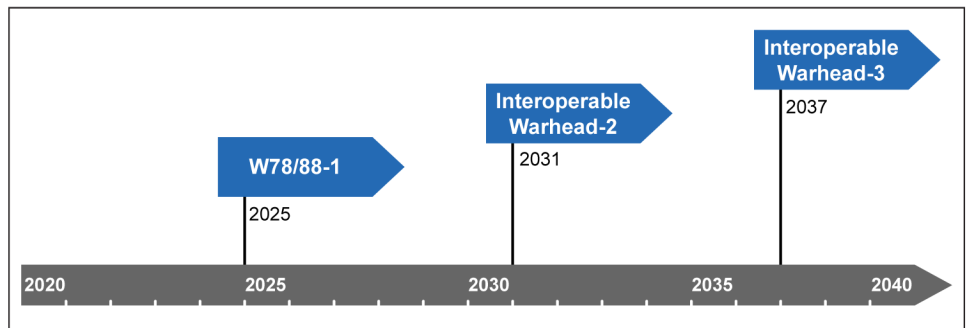 Interoperable
Warhead-3
2037
Interoperable
Warhead-2
2031
W78/88-1
2025
2020 2025 2030 2035 2040